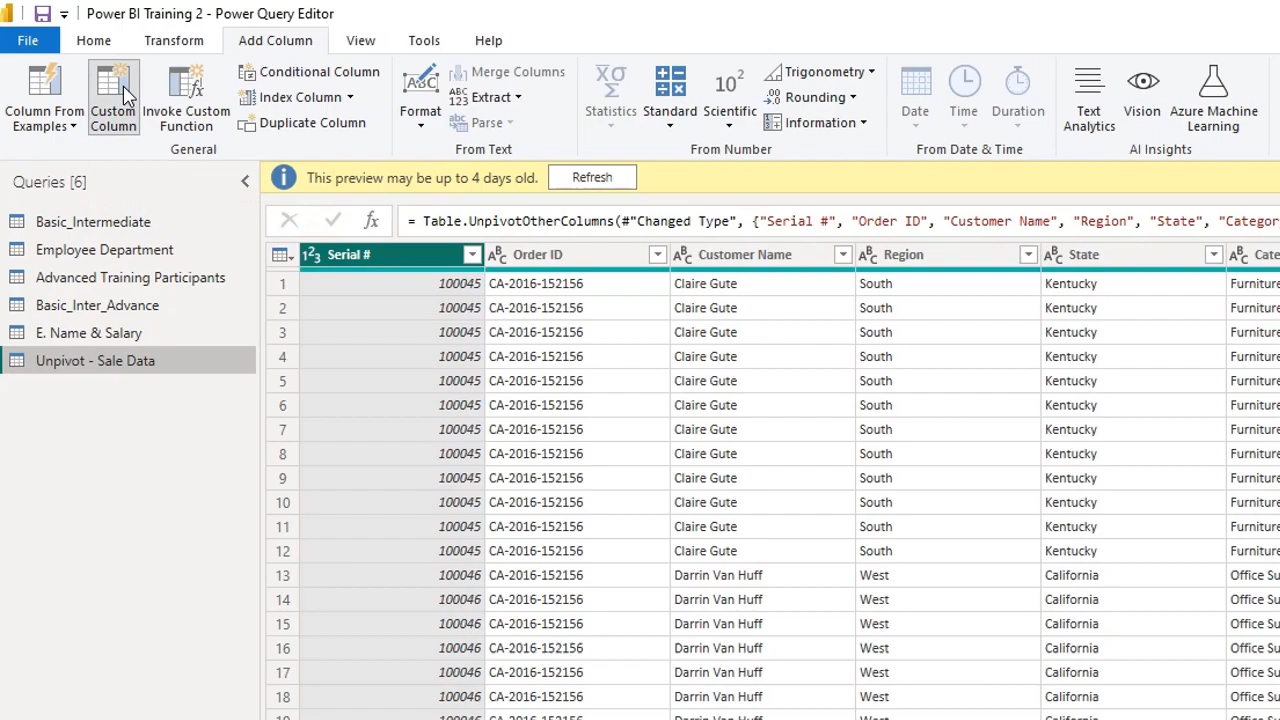 Power BI Training 2 - Power Query Editor
File Home Transform Add Column View Tools Help
Column From Examples
Custom Column
Invoke Custom Function
Conditional Column
Index Column
Duplicate Column
General
Format
Merge Columns
Extract
Parse
From Text
Statistics
Standard
Scientific
Trigonometry
Rounding
Information
From Number
Date
Time
Duration
From Date & Time
Text Analytics
Vision
Azure Machine Learning
AI Insights
Queries [6]
Basic_Intermediate
Employee Department
Advanced Training Participants
Basic_Inter_Advance
E. Name & Salary
Unpivot - Sale Data
This preview may be up to 4 days old. Refresh
= Table.UnpivotOtherColumns(#"Changed Type", {"Serial #", "Order ID", "Customer Name", "Region", "State", "Categor
Serial # Order ID Customer Name Region State Cate
1 100045 CA-2016-152156 Claire Gute South Kentucky Furniture
2 100045 CA-2016-152156 Claire Gute South Kentucky Furniture
3 100045 CA-2016-152156 Claire Gute South Kentucky Furniture
4 100045 CA-2016-152156 Claire Gute South Kentucky Furniture
5 100045 CA-2016-152156 Claire Gute South Kentucky Furniture
6 100045 CA-2016-152156 Claire Gute South Kentucky Furniture
7 100045 CA-2016-152156 Claire Gute South Kentucky Furniture
8 100045 CA-2016-152156 Claire Gute South Kentucky Furniture
9 100045 CA-2016-152156 Claire Gute South Kentucky Furniture
10 100045 CA-2016-152156 Claire Gute South Kentucky Furniture
11 100045 CA-2016-152156 Claire Gute South Kentucky Furniture
12 100045 CA-2016-152156 Claire Gute South Kentucky Furniture
13 100046 CA-2016-152156 Darrin Van Huff West California Office Su
14 100046 CA-2016-152156 Darrin Van Huff West California Office Su
15 100046 CA-2016-152156 Darrin Van Huff West California Office Su
16 100046 CA-2016-152156 Darrin Van Huff West California Office Su
17 100046 CA-2016-152156 Darrin Van Huff West California Office Su
18 100046 CA-2016-152156 Darrin Van Huff West California Office Su